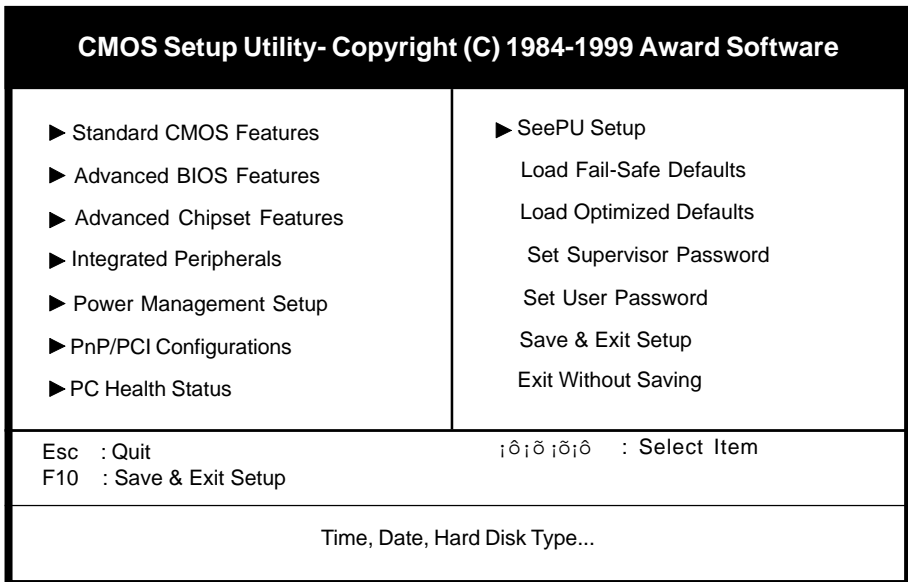 CMOS Setup Utility- Copyright (C) 1984-1999 Award Software
▶ Standard CMOS Features
▶ Advanced BIOS Features
▶ Advanced Chipset Features
▶ Integrated Peripherals
▶ Power Management Setup
▶ PnP/PCI Configurations
▶ PC Health Status
▶ SeePU Setup
Load Fail-Safe Defaults
Load Optimized Defaults
Set Supervisor Password
Set User Password
Save & Exit Setup
Exit Without Saving
Esc : Quit
F10 : Save & Exit Setup
¡ô¡õ ¡õ¡ô : Select Item
Time, Date, Hard Disk Type...